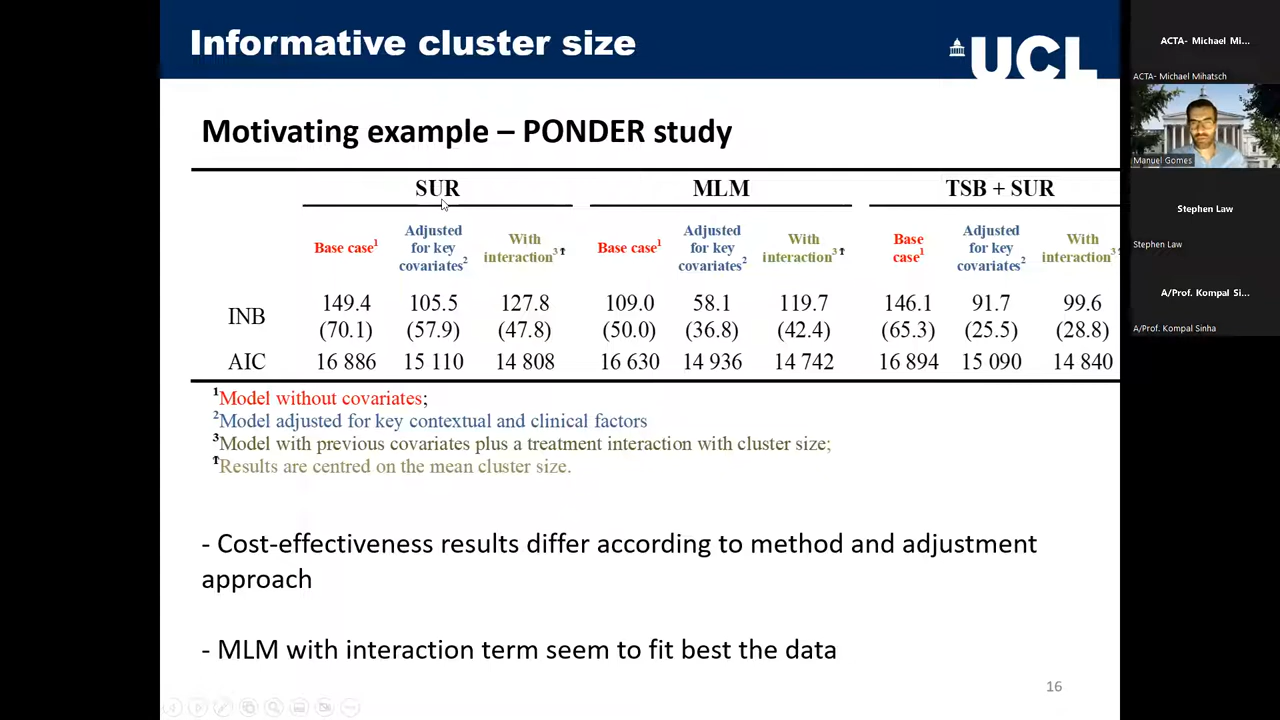 Informative cluster size
UCL
Motivating example – PONDER study
SUR MLM TSB + SUR
Base case¹ Adjusted for key covariates² With interaction³ ꜛ Base case¹ Adjusted for key covariates² With interaction³ ꜛ Base case¹ Adjusted for key covariates² With interaction³
INB 149.4 105.5 127.8 109.0 58.1 119.7 146.1 91.7 99.6
(70.1) (57.9) (47.8) (50.0) (36.8) (42.4) (65.3) (25.5) (28.8)
AIC 16 886 15 110 14 808 16 630 14 936 14 742 16 894 15 090 14 840
¹Model without covariates;
²Model adjusted for key contextual and clinical factors
³Model with previous covariates plus a treatment interaction with cluster size;
ꜛResults are centred on the mean cluster size.
- Cost-effectiveness results differ according to method and adjustment
approach
- MLM with interaction term seem to fit best the data
16
ACTA- Michael Mi...
ACTA- Michael Mihatsch
Manuel Gomes
Stephen Law
Stephen Law
A/Prof. Kompal Si...
A/Prof. Kompal Sinha